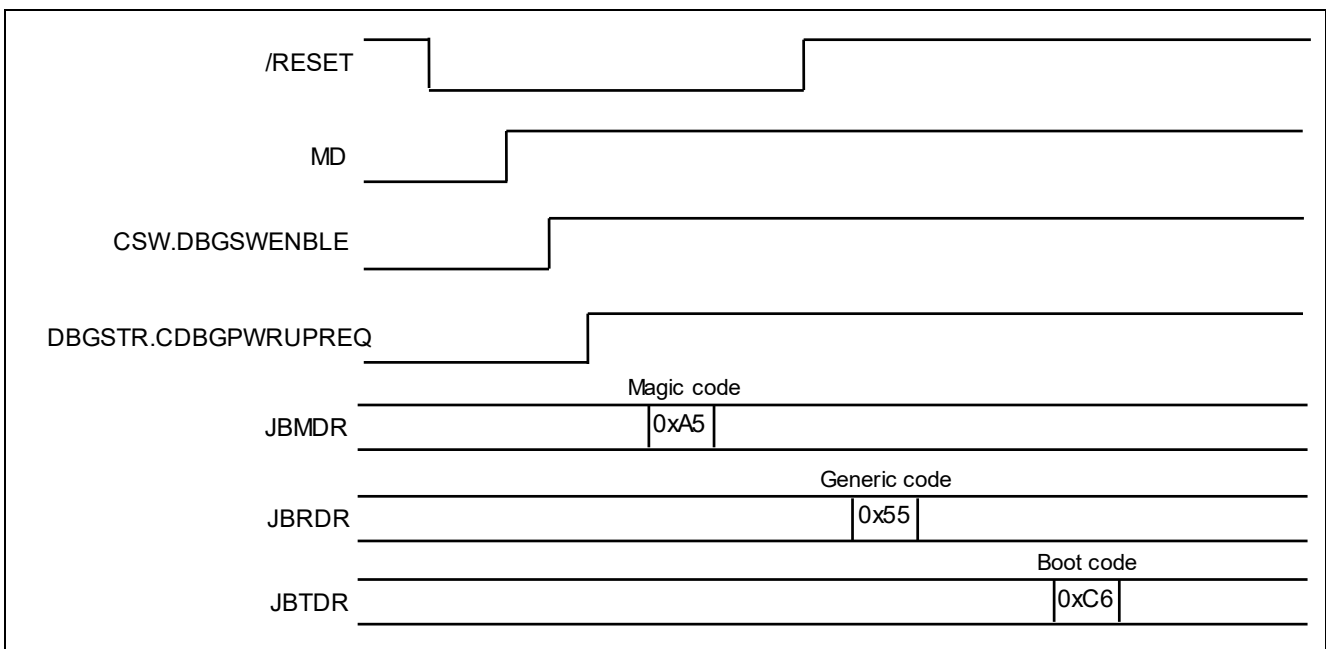 /RESET
MD
CSW.DBGSWENBLE
DBGSTR.CDBGPWRUPREQ
Magic code
JBMDR
0xA5
Generic code
JBRDR
0x55
Boot code
JBTDR
0xC6